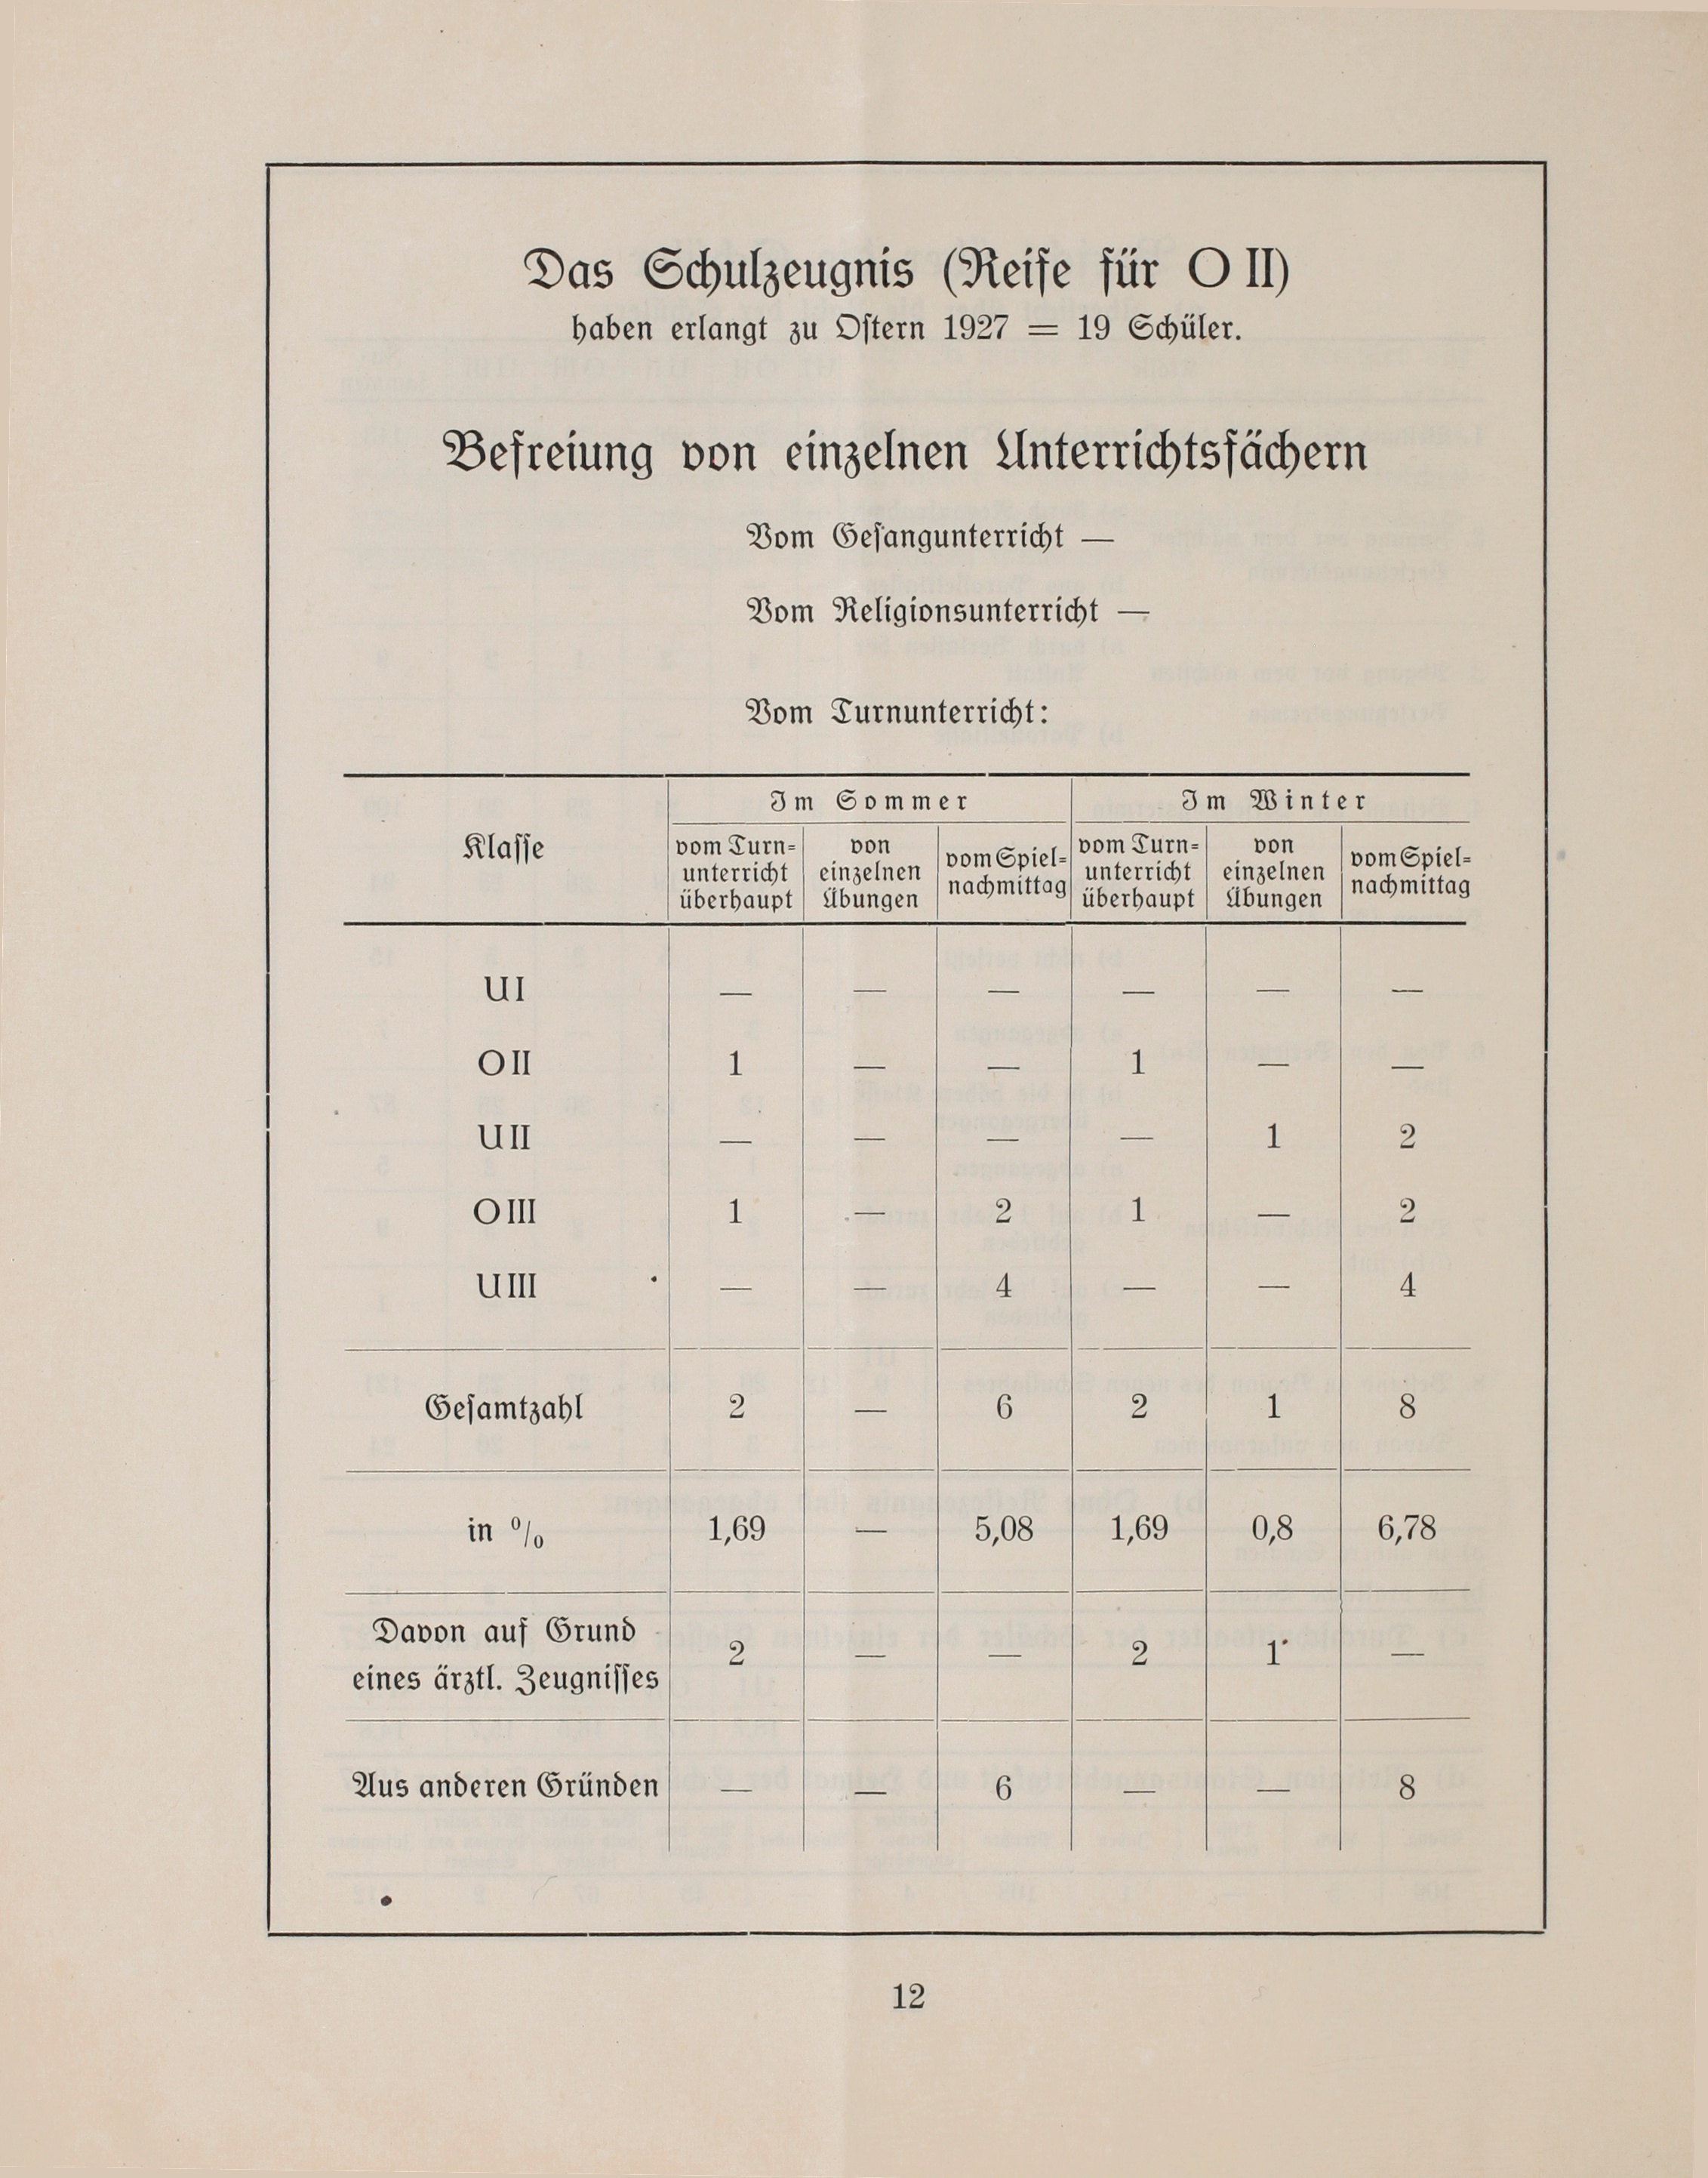 Das Schulzeugnis (Reife für O II)
haben erlangt zu Ostern 1927 = 19 Schüler.
Befreiung von einzelnen Unterrichtsfächern
Vom Gesangunterricht —
Vom Religionsunterricht —
Vom Turnunterricht:
Klasse | Im Sommer | Im Winter
vom Turn-unterricht überhaupt | von einzelnen Übungen | vom Spiel-nachmittag | vom Turn-unterricht überhaupt | von einzelnen Übungen | vom Spiel-nachmittag
U I — — — — — —
O II 1 — — 1 — —
U II — — — — 1 2
O III 1 — 2 1 — 2
U III — — 4 — — 4
Gesamtzahl 2 — 6 2 1 8
in % 1,69 — 5,08 1,69 0,8 6,78
Davon auf Grund
eines ärztl. Zeugnisses 2 — — 2 1 —
Aus anderen Gründen — — 6 — — 8
12